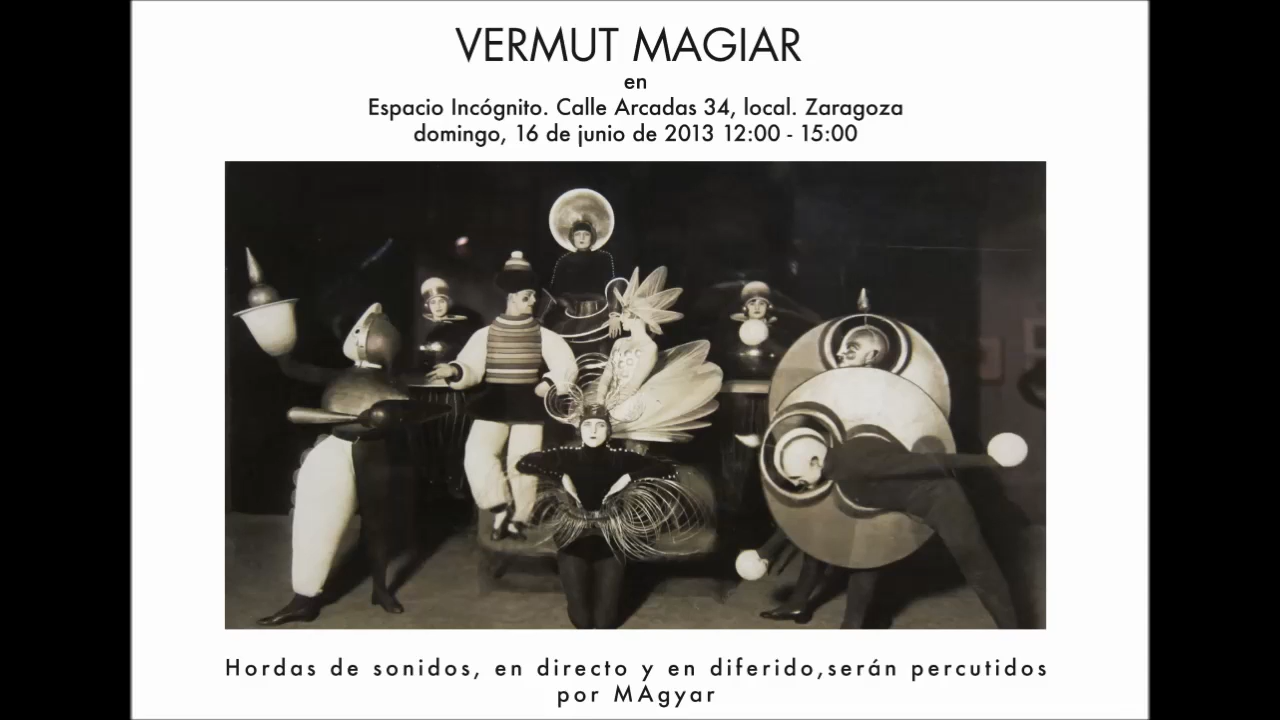 VERMUT MAGIAR
en
Espacio Incógnito. Calle Arcadas 34, local. Zaragoza
domingo, 16 de junio de 2013 12:00 - 15:00
Hordas de sonidos, en directo y en diferido,serán percutidos
por MAgyar